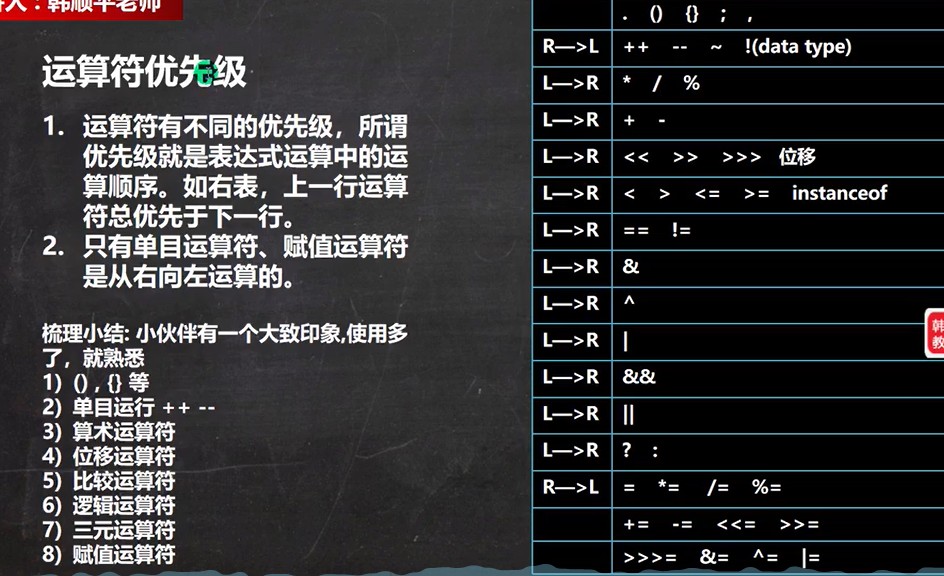 人：韩顺平老师
运算符优先级
1. 运算符有不同的优先级，所谓
优先级就是表达式运算中的运
算顺序。如右表，上一行运算
符总优先于下一行。
2. 只有单目运算符、赋值运算符
是从右向左运算的。
梳理小结: 小伙伴有一个大致印象,使用多
了，就熟悉
1) () , {} 等
2) 单目运行 ++ --
3) 算术运算符
4) 位移运算符
5) 比较运算符
6) 逻辑运算符
7) 三元运算符
8) 赋值运算符
. () {} ; ,
R—>L ++ -- ~ !(data type)
L—>R * / %
L—>R + -
L—>R << >> >>> 位移
L—>R < > <= >= instanceof
L—>R == !=
L—>R &
L—>R ^
L—>R |
L—>R &&
L—>R ||
L—>R ? :
R—>L = *= /= %=
+= -= <<= >>=
>>>= &= ^= |=
韩
教